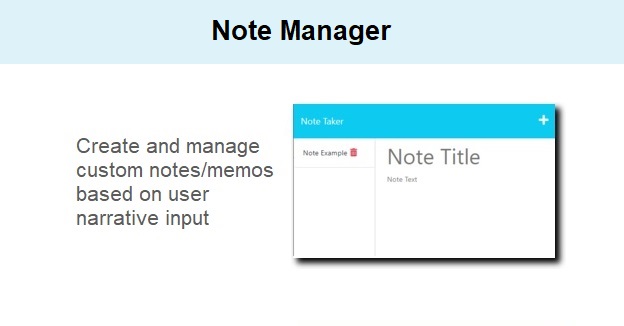 Note Manager
Create and manage
custom notes/memos
based on user
narrative input
Note Taker
Note Example
Note Title
Note Text